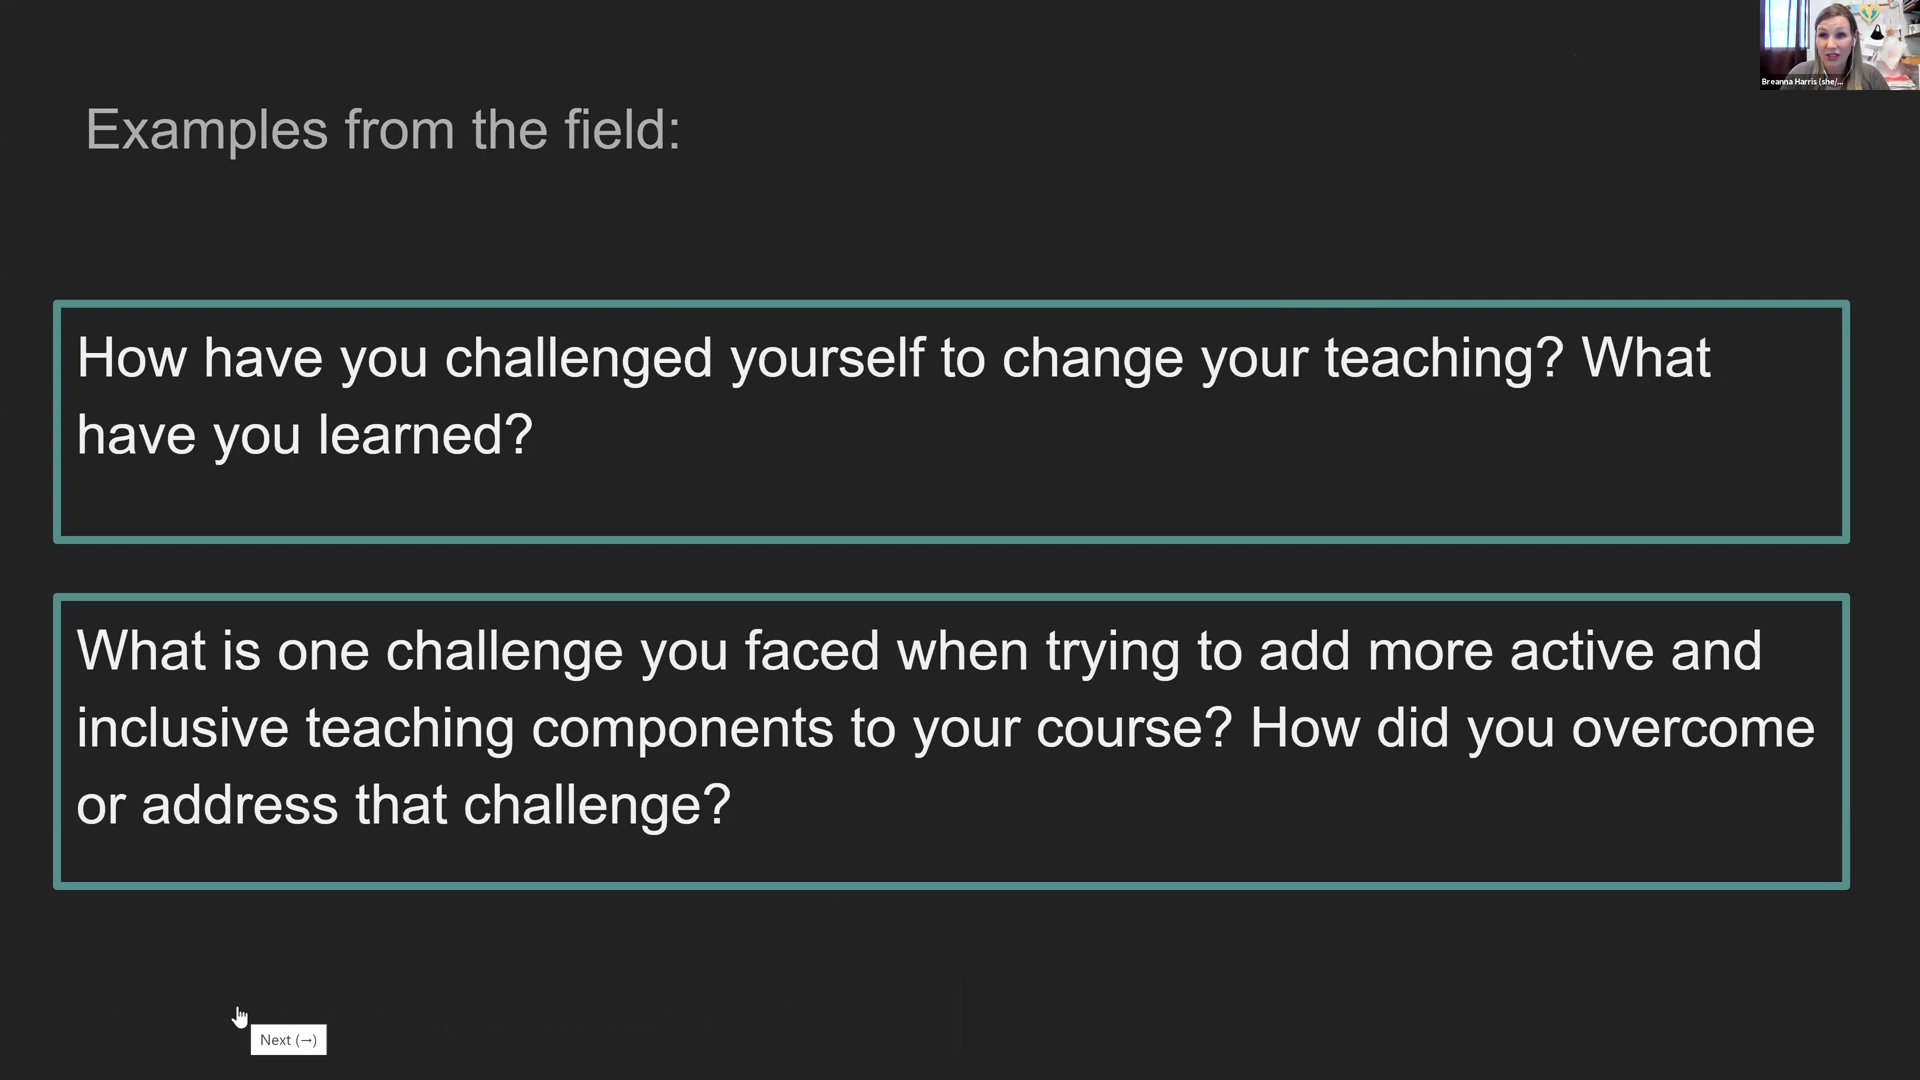 Breanna Harris (she/...
Examples from the field:
How have you challenged yourself to change your teaching? What
have you learned?
What is one challenge you faced when trying to add more active and
inclusive teaching components to your course? How did you overcome
or address that challenge?
Next (→)